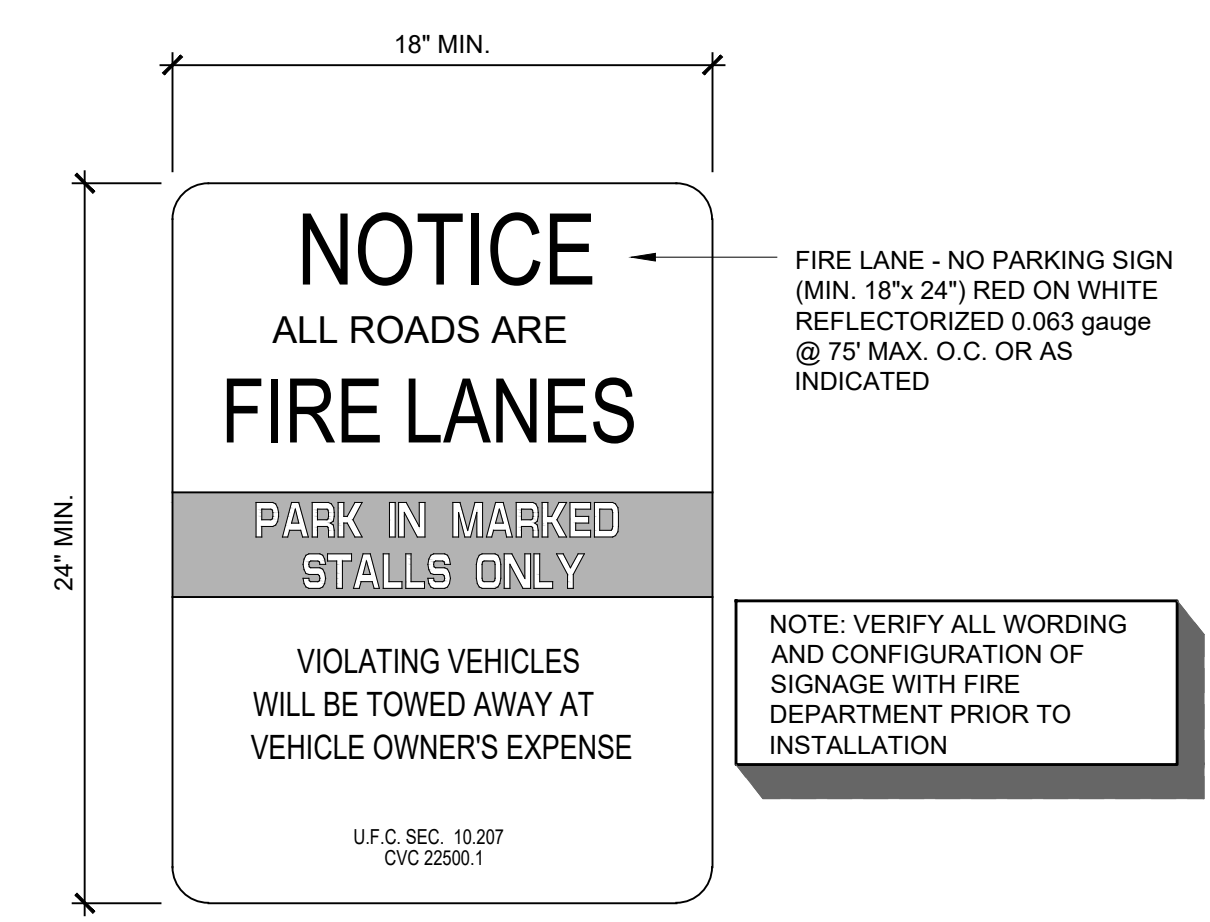 18" MIN.
24" MIN.
NOTICE
ALL ROADS ARE
FIRE LANES
PARK IN MARKED
STALLS ONLY
VIOLATING VEHICLES
WILL BE TOWED AWAY AT
VEHICLE OWNER'S EXPENSE
U.F.C. SEC. 10.207
CVC 22500.1
FIRE LANE - NO PARKING SIGN
(MIN. 18"x 24") RED ON WHITE
REFLECTORIZED 0.063 gauge
@ 75' MAX. O.C. OR AS
INDICATED
NOTE: VERIFY ALL WORDING
AND CONFIGURATION OF
SIGNAGE WITH FIRE
DEPARTMENT PRIOR TO
INSTALLATION